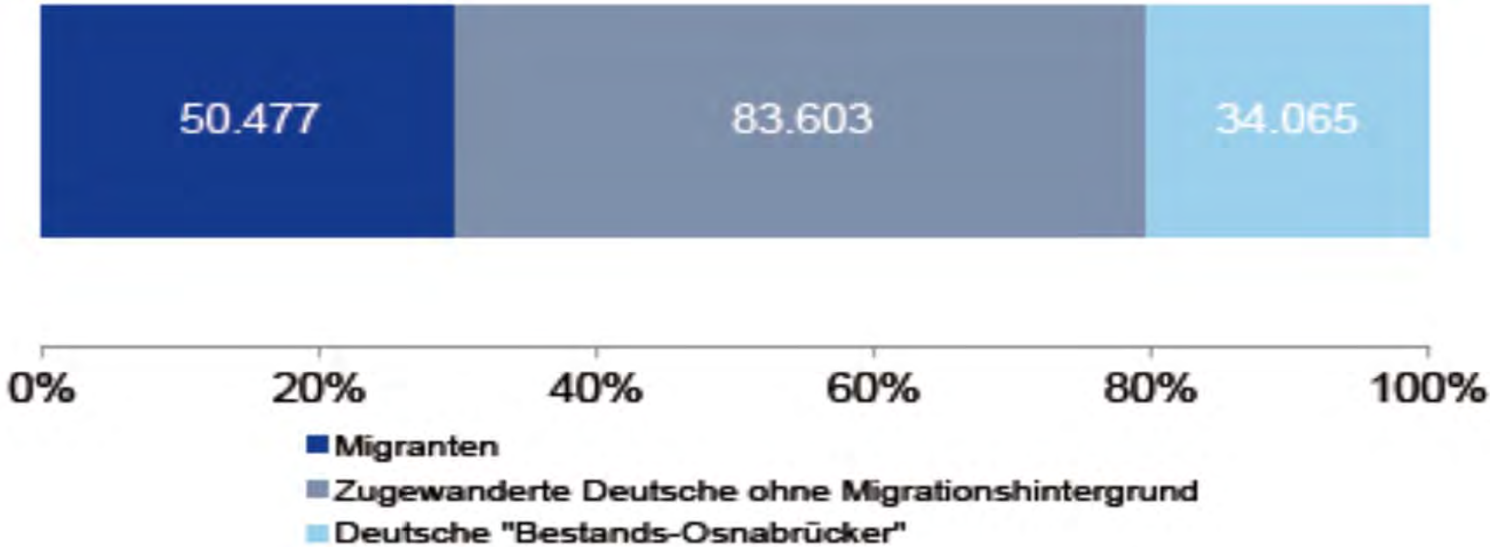 50.477 83.603 34.065
0% 20% 40% 60% 80% 100%
Migranten
Zugewanderte Deutsche ohne Migrationshintergrund
Deutsche "Bestands-Osnabrücker"